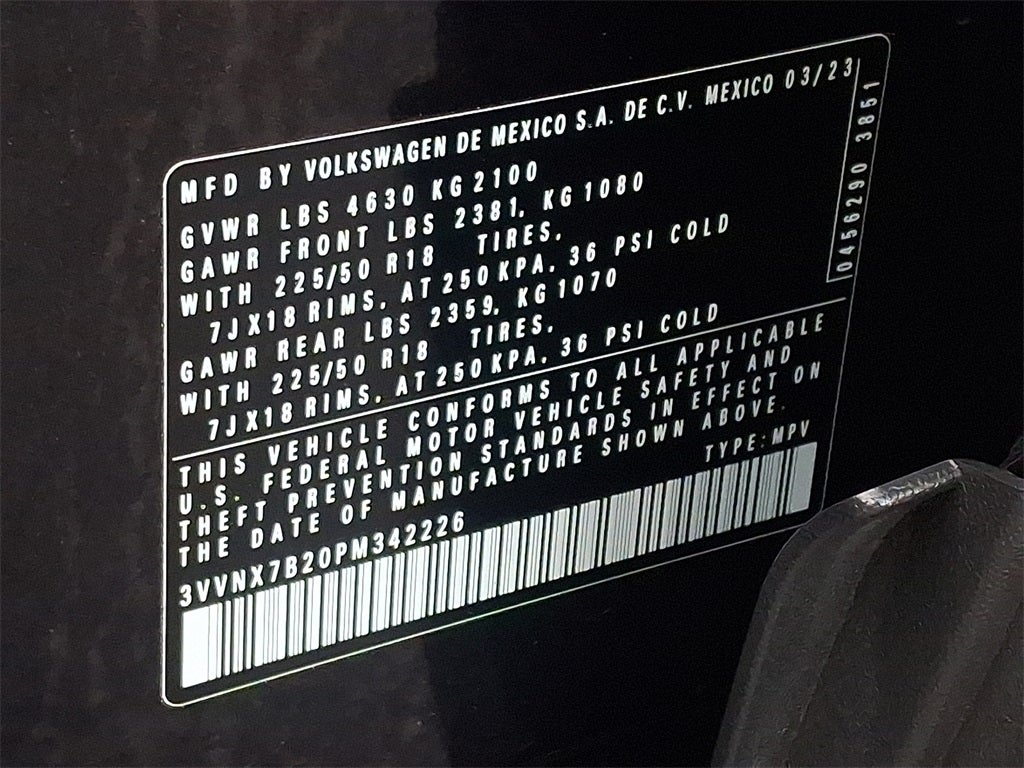 MFD BY VOLKSWAGEN DE MEXICO S.A. DE C.V. MEXICO 03/23
GVWR LBS 4630 KG 2100
GAWR FRONT LBS 2381, KG 1080
WITH 225/50 R18 TIRES,
7J X18 RIMS, AT 250 KPA, 36 PSI COLD
GAWR REAR LBS 2359, KG 1070
WITH 225/50 R18 TIRES,
7J X18 RIMS, AT 250 KPA, 36 PSI COLD
0456290 3851
THIS VEHICLE CONFORMS TO ALL APPLICABLE
U.S. FEDERAL MOTOR VEHICLE SAFETY AND
THEFT PREVENTION STANDARDS IN EFFECT ON
THE DATE OF MANUFACTURE SHOWN ABOVE.
3VVNX7B20PM342226 TYPE: MPV